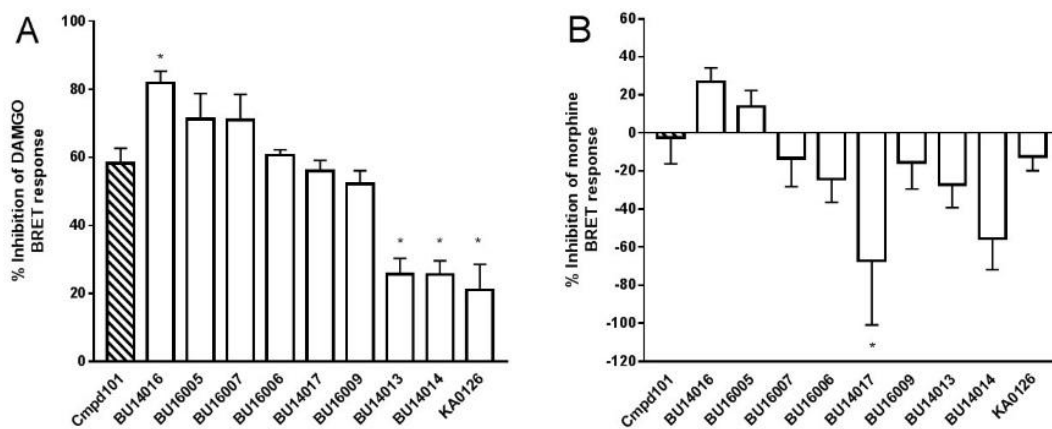 A
% Inhibition of DAMGO
BRET response
100
80
60
40
20
0
*
*
*
*
Cmpd101
BU14016
BU16005
BU16007
BU16006
BU14017
BU16009
BU14013
BU14014
KA0126
B
% Inhibition of morphine
BRET response
60
40
20
0
-20
-40
-60
-80
-100
-120
*
Cmpd101
BU14016
BU16005
BU16007
BU16006
BU14017
BU16009
BU14013
BU14014
KA0126